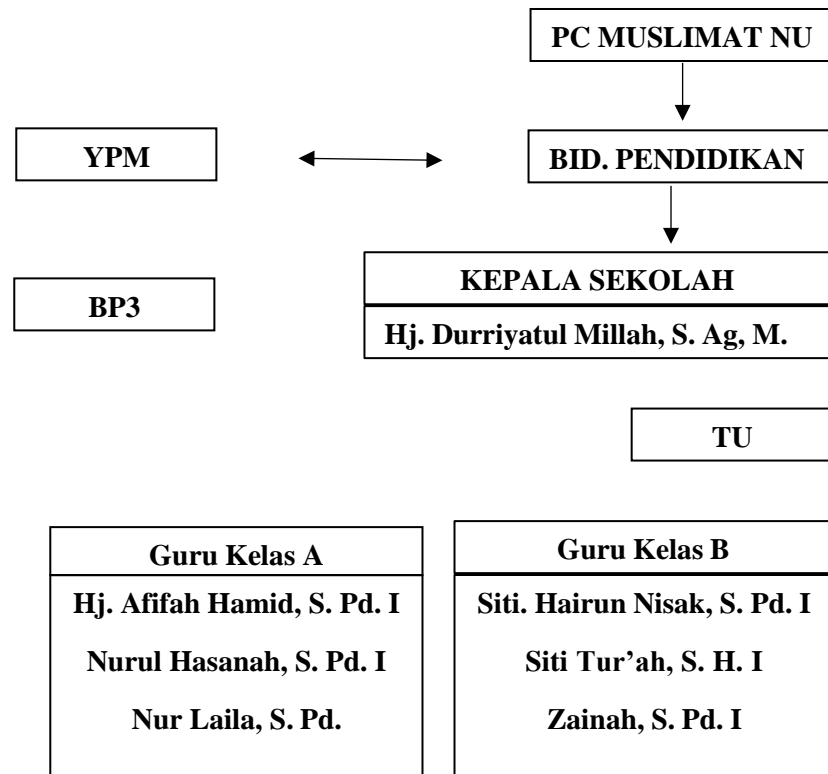 PC MUSLIMAT NU
YPM
BID. PENDIDIKAN
KEPALA SEKOLAH
BP3
Hj. Durriyatul Millah, S. Ag, M.
TU
Guru Kelas A
Hj. Afifah Hamid, S. Pd. I
Nurul Hasanah, S. Pd. I
Nur Laila, S. Pd.
Guru Kelas B
Siti. Hairun Nisak, S. Pd. I
Siti Tur’ah, S. H. I
Zainah, S. Pd. I